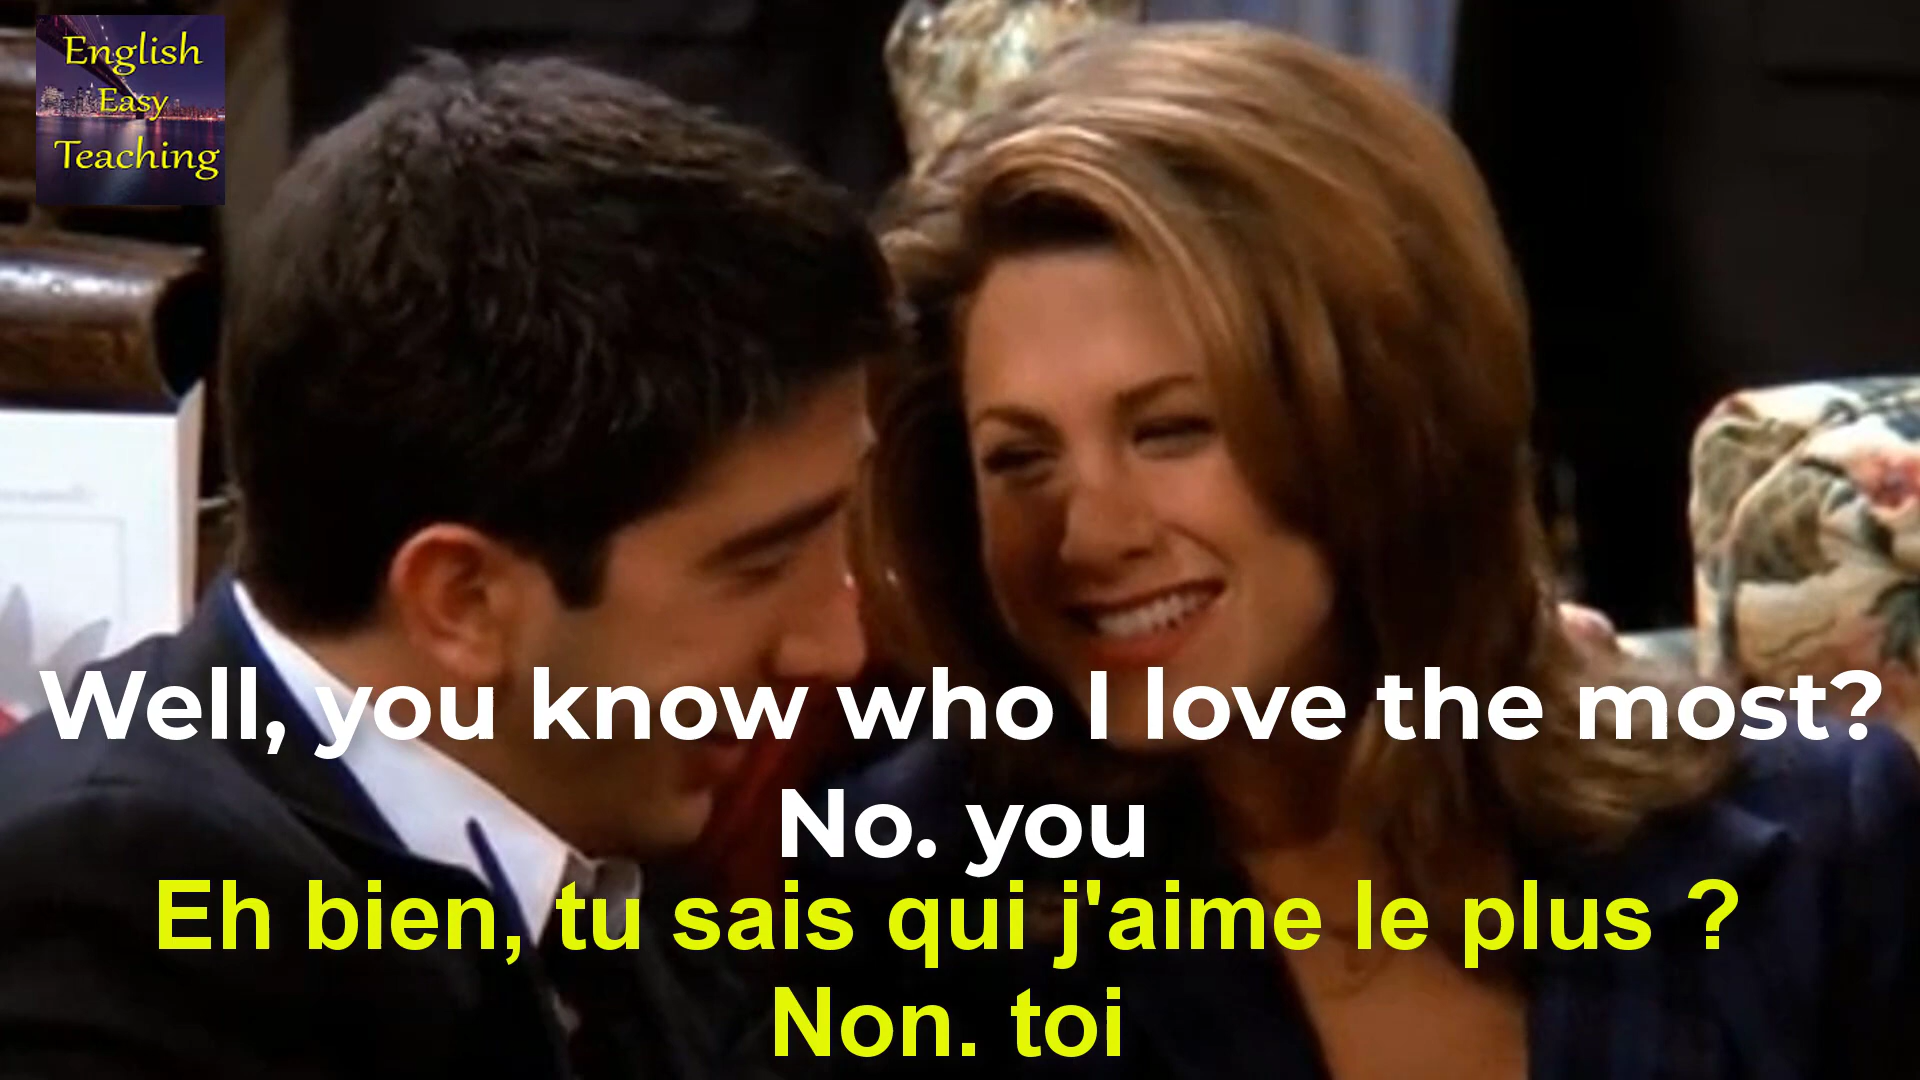 English
Easy
Teaching
Well, you know who I love the most?
No. you
Eh bien, tu sais qui j'aime le plus ?
Non. toi